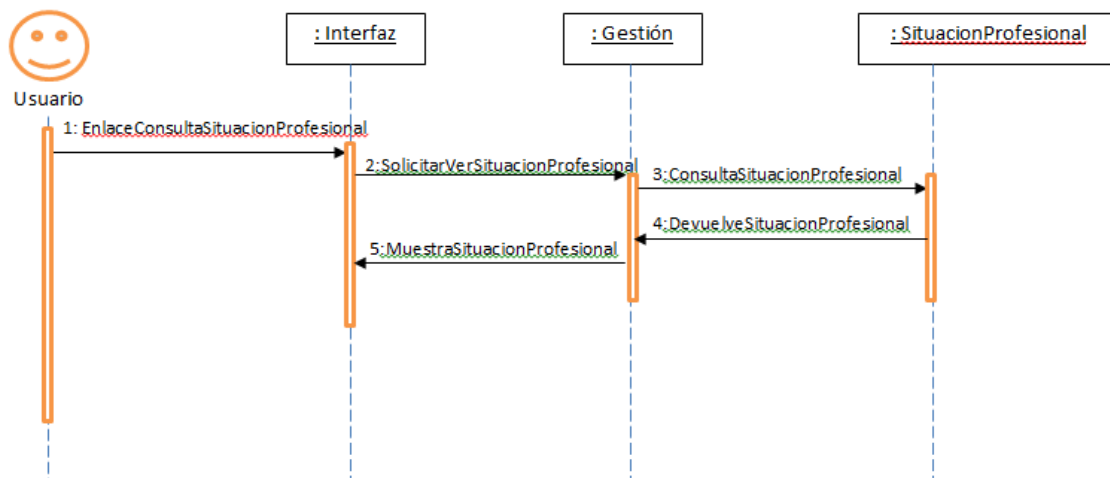 : Interfaz
: Gestión
: SituacionProfesional
Usuario
1: EnlaceConsultaSituacionProfesional
2:SolicitarVerSituacionProfesional
3:ConsultaSituacionProfesional
4:DevuelveSituacionProfesional
5:MuestraSituacionProfesional